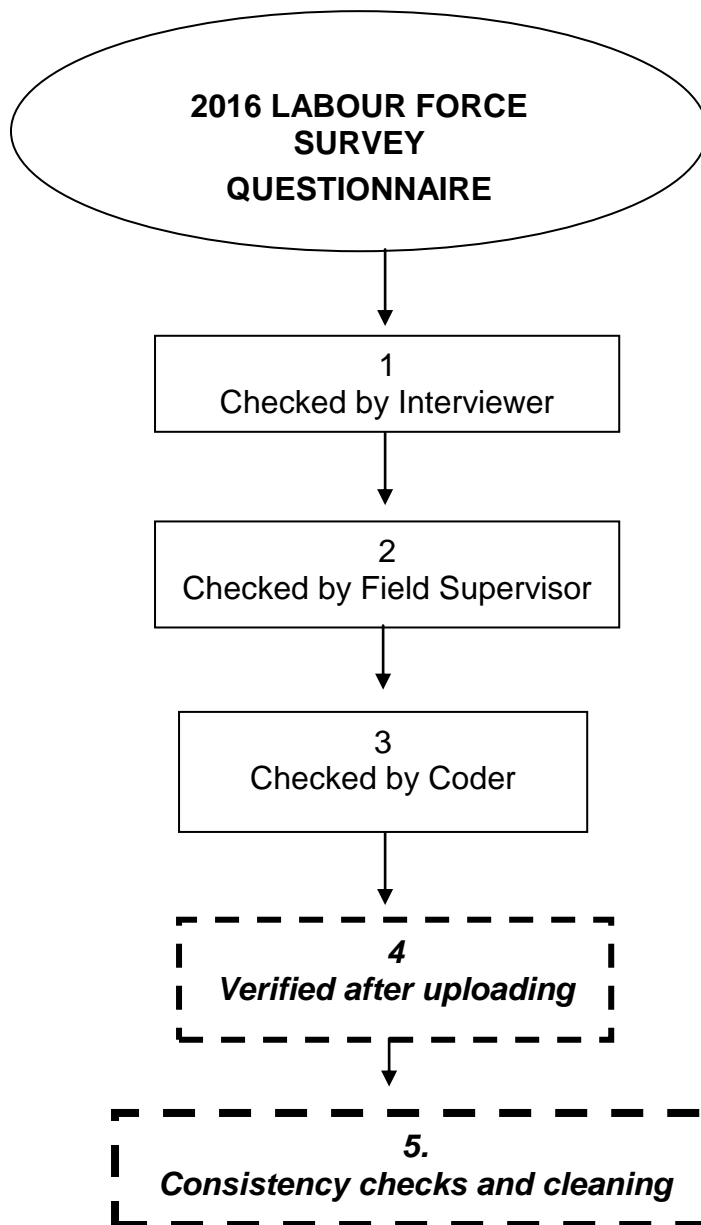 2016 LABOUR FORCE
SURVEY
QUESTIONNAIRE
1
Checked by Interviewer
2
Checked by Field Supervisor
3
Checked by Coder
4
Verified after uploading
5.
Consistency checks and cleaning